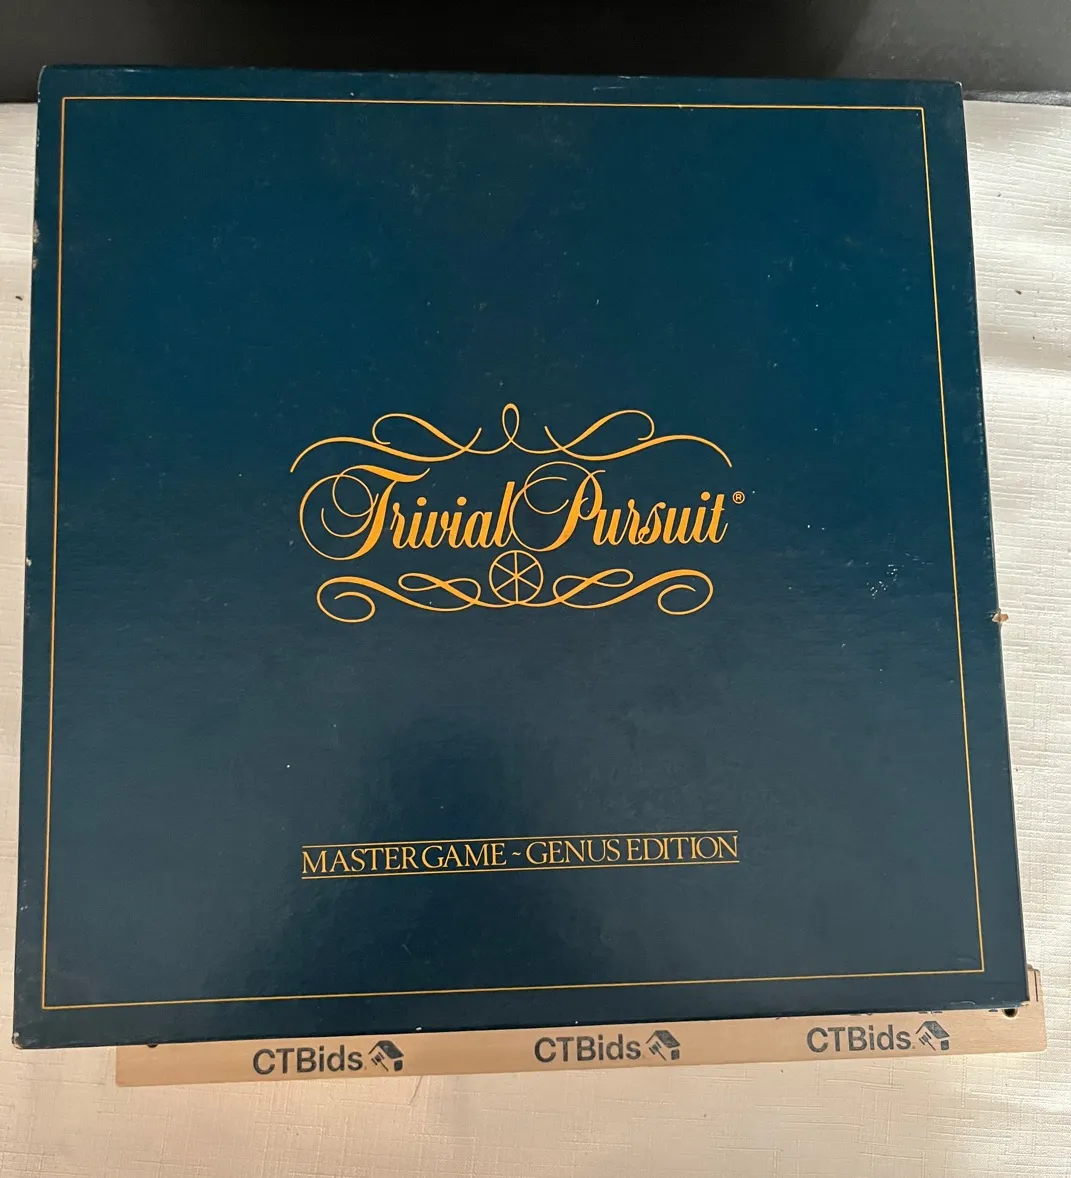 Trivial Pursuit®
MASTER GAME ~ GENUS EDITION
CTBids CTBids CTBids